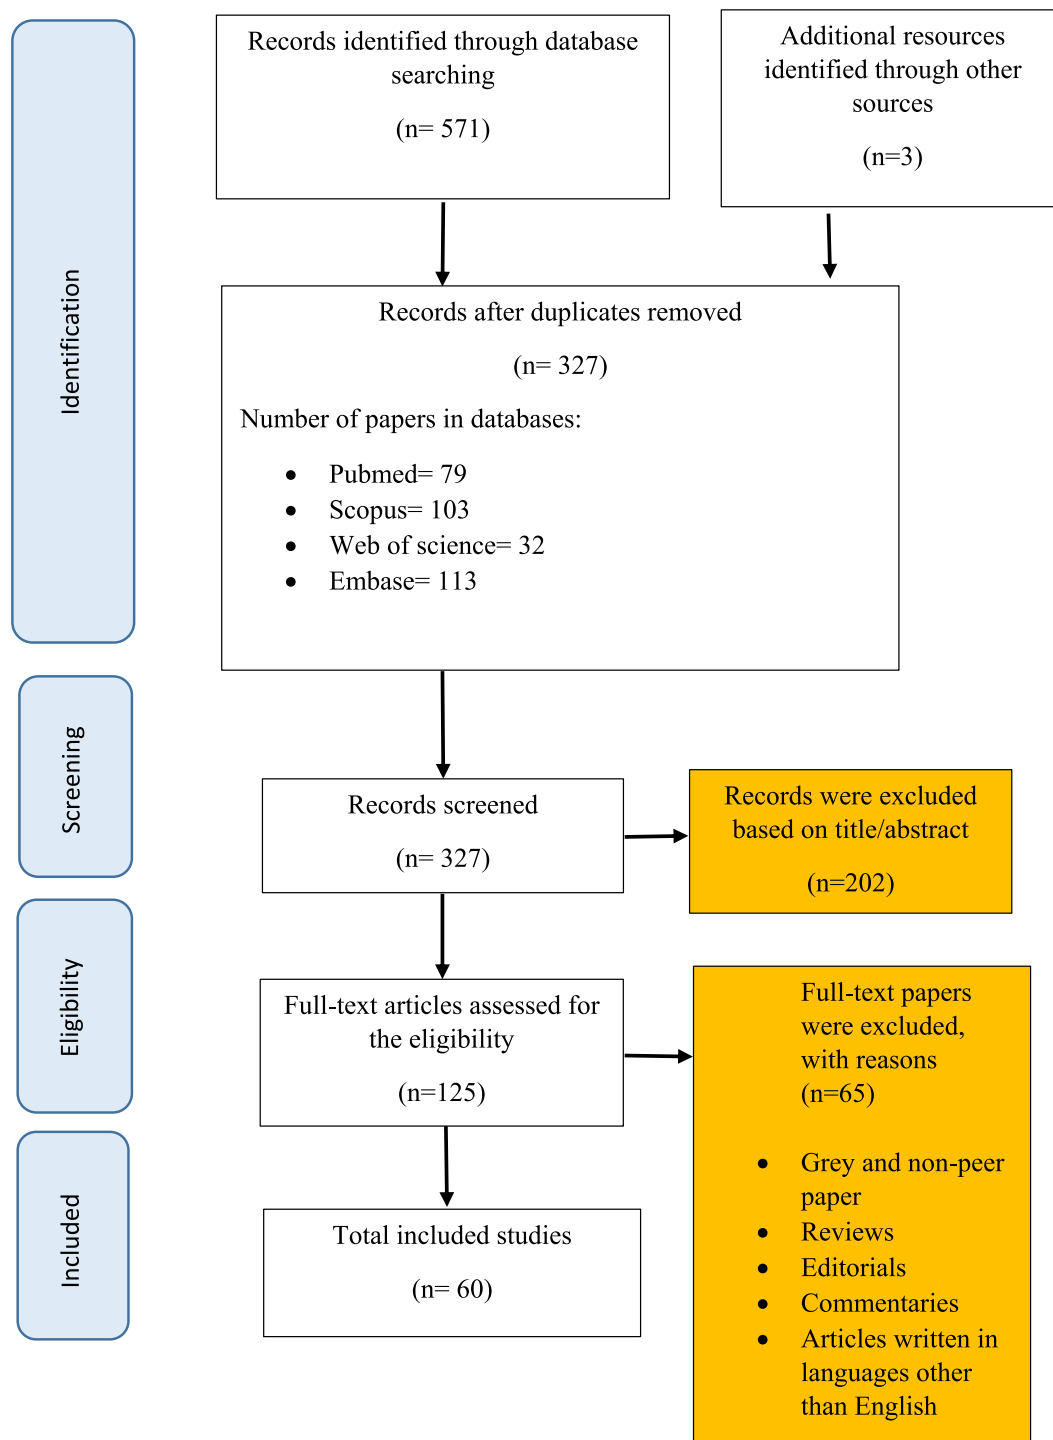 Identification
Records identified through database
searching
(n= 571)
Additional resources
identified through other
sources
(n=3)
Records after duplicates removed
(n= 327)
Number of papers in databases:
• Pubmed= 79
• Scopus= 103
• Web of science= 32
• Embase= 113
Screening
Records screened
(n= 327)
Records were excluded
based on title/abstract
(n=202)
Eligibility
Full-text articles assessed for
the eligibility
(n=125)
Full-text papers
were excluded,
with reasons
(n=65)
• Grey and non-peer
paper
• Reviews
• Editorials
• Commentaries
• Articles written in
languages other
than English
Included
Total included studies
(n= 60)